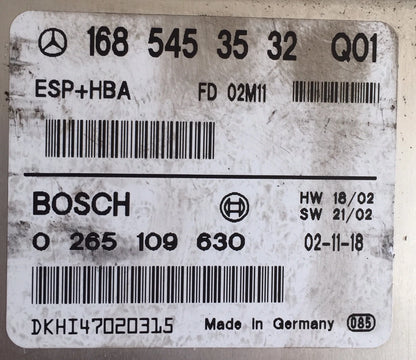 168 545 35 32 Q01
ESP+HBA FD 02M11
BOSCH HW 18/02
SW 21/02
0 265 109 630 02-11-18
DKHI47020315 Made in Germany 085